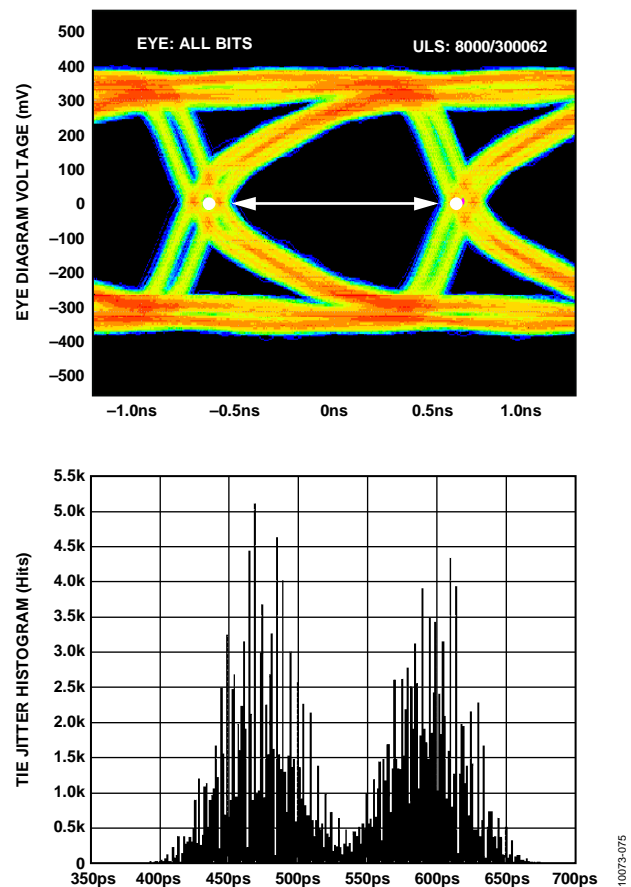 EYE DIAGRAM VOLTAGE (mV)
500
400
300
200
100
0
–100
–200
–300
–400
–500
EYE: ALL BITS
ULS: 8000/300062
–1.0ns
–0.5ns
0ns
0.5ns
1.0ns
TIE JITTER HISTOGRAM (Hits)
5.5k
5.0k
4.5k
4.0k
3.5k
3.0k
2.5k
2.0k
1.5k
1.0k
0.5k
0
350ps
400ps
450ps
500ps
550ps
600ps
650ps
700ps
10073-075